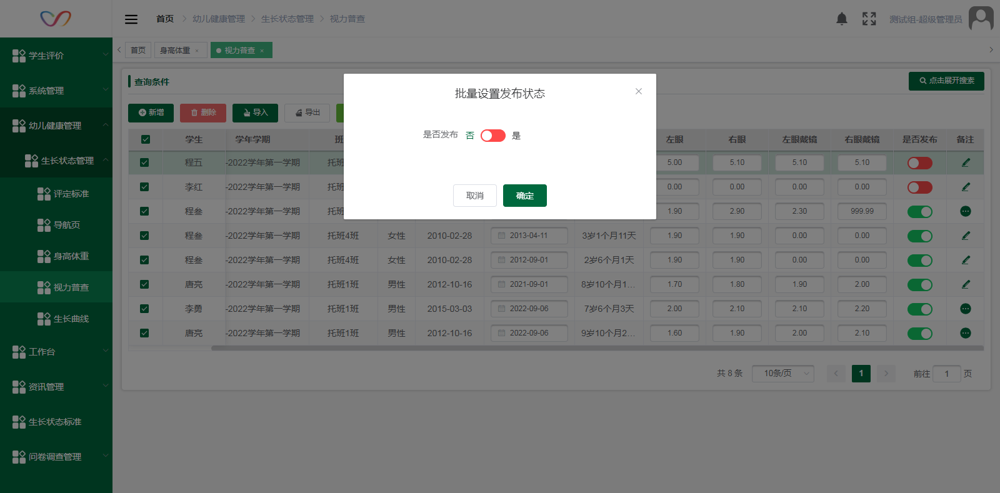 首页 幼儿健康管理 生长状态管理 视力普查 测试组-超级管理员
首页 身高体重 × 视力普查 ×
学生评价
系统管理
幼儿健康管理
生长状态管理
评定标准
导航页
身高体重
视力普查
生长曲线
工作台
资讯管理
生长状态标准
问卷调查管理
查询条件 点击展开搜索
新增 删除 导入 导出
批量设置发布状态
是否发布 否 是
取消 确定
学生 学年学期 班 左眼 右眼 左眼戴镜 右眼戴镜 是否发布 备注
程五 -2022学年第一学期 托班 5.00 5.10 5.10 5.10
李红 -2022学年第一学期 托班 0.00 0.00 0.00 0.00
程叁 -2022学年第一学期 托班 1.90 2.90 2.30 999.99
程叁 -2022学年第一学期 托班4班 女性 2010-02-28 2013-04-11 3岁1个月11天 1.90 1.90 0.00 0.00
程叁 -2022学年第一学期 托班4班 女性 2010-02-28 2012-09-01 2岁6个月1天 1.90 1.90 0.00 0.00
唐亮 -2022学年第一学期 托班1班 男性 2012-10-16 2021-09-01 8岁10个月1... 1.70 1.80 1.90 2.00
李勇 -2022学年第一学期 托班1班 男性 2015-03-03 2022-09-06 7岁6个月3天 2.00 2.10 2.10 2.20
唐亮 -2022学年第一学期 托班1班 男性 2012-10-16 2022-09-06 9岁10个月2... 1.60 1.90 2.00 2.10
共 8 条 10条/页 1 前往 1 页